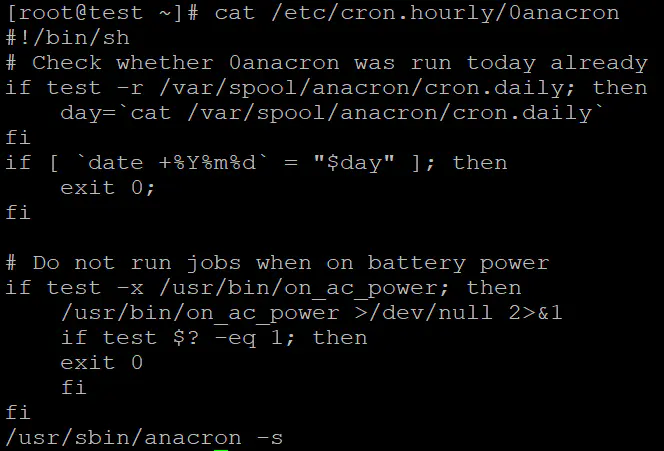 [root@test ~]# cat /etc/cron.hourly/0anacron
#!/bin/sh
# Check whether 0anacron was run today already
if test -r /var/spool/anacron/cron.daily; then
    day=`cat /var/spool/anacron/cron.daily`
fi
if [ `date +%Y%m%d` = "$day" ]; then
    exit 0;
fi

# Do not run jobs when on battery power
if test -x /usr/bin/on_ac_power; then
    /usr/bin/on_ac_power >/dev/null 2>&1
    if test $? -eq 1; then
    exit 0
    fi
fi
/usr/sbin/anacron -s